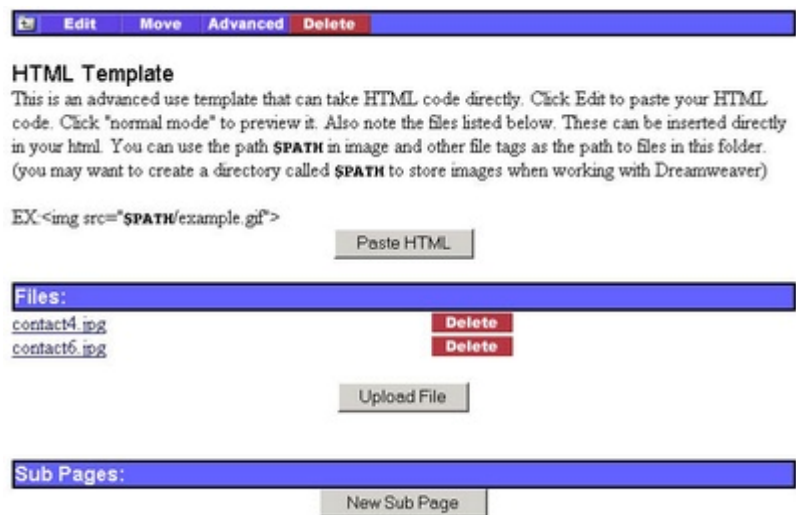 Edit Move Advanced Delete
HTML Template
This is an advanced use template that can take HTML code directly. Click Edit to paste your HTML
code. Click "normal mode" to preview it. Also note the files listed below. These can be inserted directly
in your html. You can use the path $PATH in image and other file tags as the path to files in this folder.
(you may want to create a directory called $PATH to store images when working with Dreamweaver)
EX:<img src="$PATH/example.gif">
Paste HTML
Files:
contact4.jpg Delete
contact6.jpg Delete
Upload File
Sub Pages:
New Sub Page